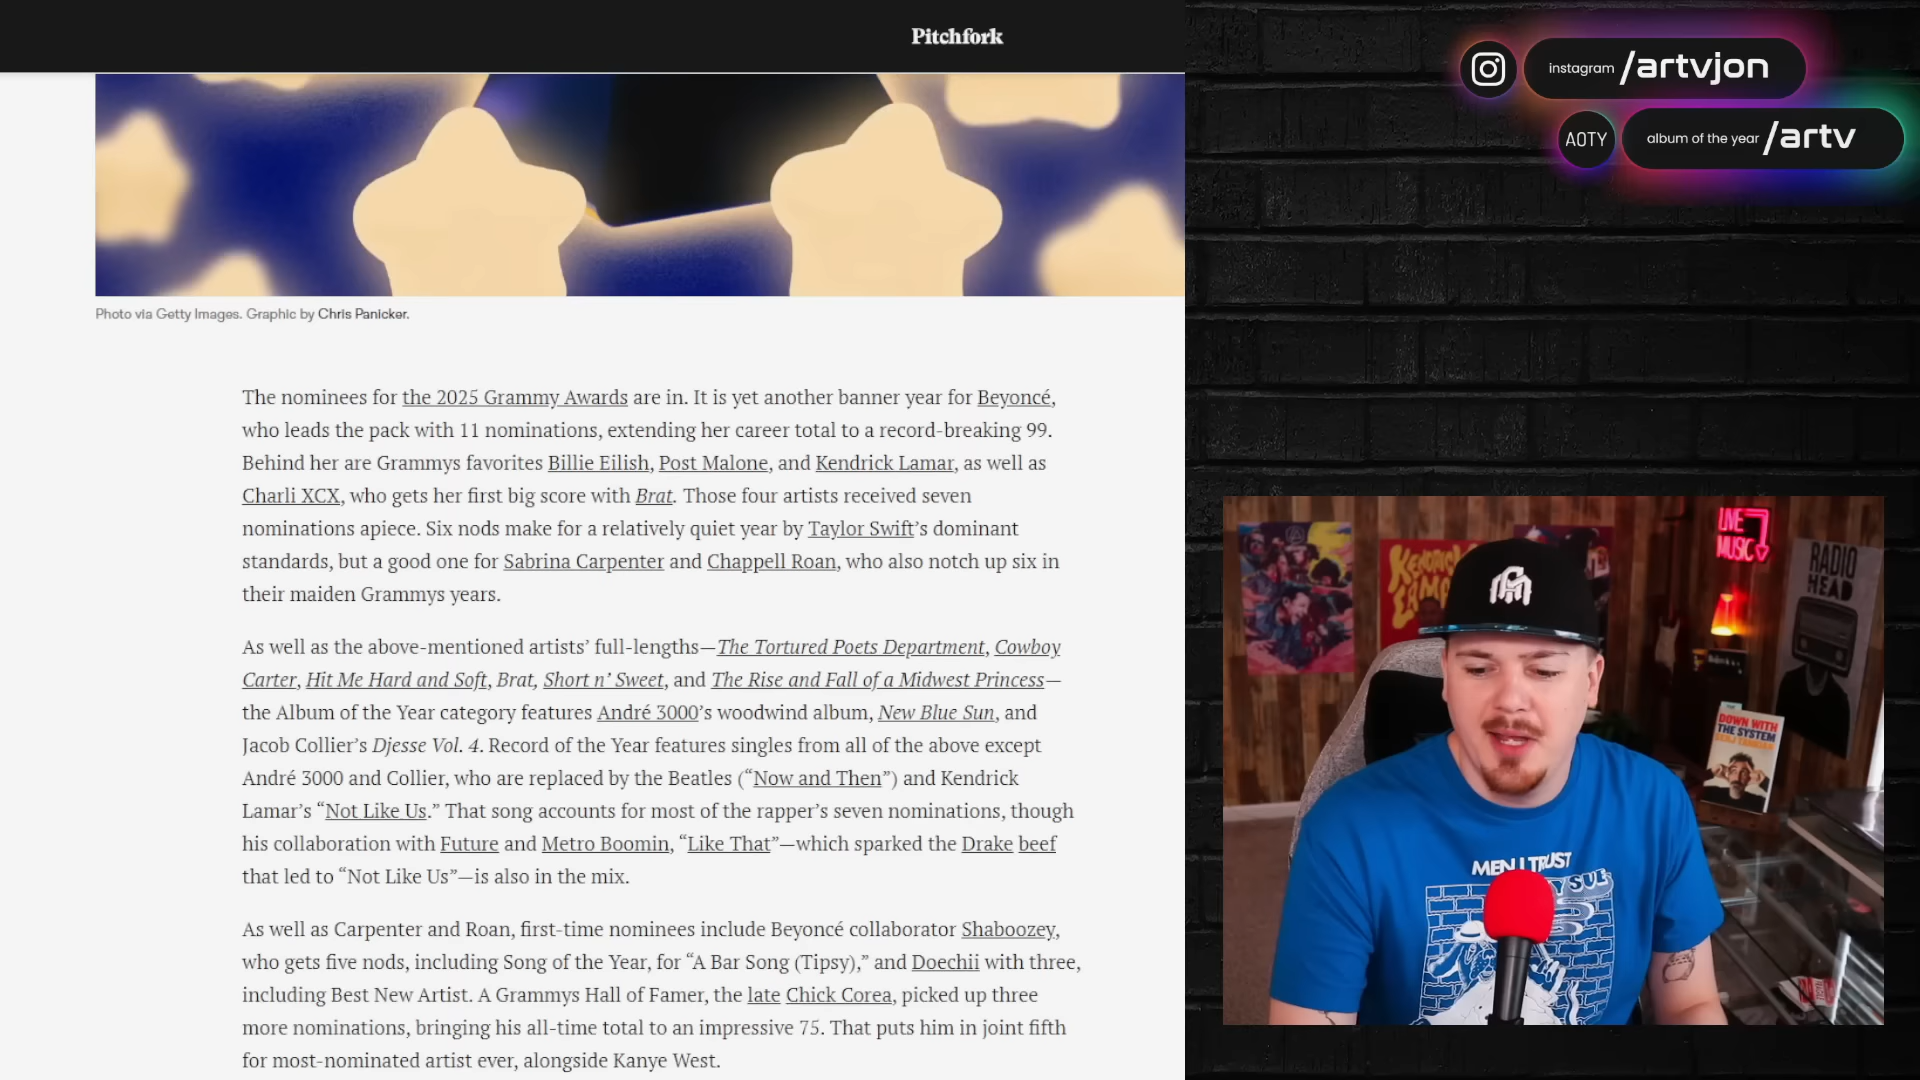 Pitchfork
Photo via Getty Images. Graphic by Chris Panicker.
The nominees for the 2025 Grammy Awards are in. It is yet another banner year for Beyoncé,
who leads the pack with 11 nominations, extending her career total to a record-breaking 99.
Behind her are Grammys favorites Billie Eilish, Post Malone, and Kendrick Lamar, as well as
Charli XCX, who gets her first big score with Brat. Those four artists received seven
nominations apiece. Six nods make for a relatively quiet year by Taylor Swift’s dominant
standards, but a good one for Sabrina Carpenter and Chappell Roan, who also notch up six in
their maiden Grammys years.
As well as the above-mentioned artists’ full-lengths—The Tortured Poets Department, Cowboy
Carter, Hit Me Hard and Soft, Brat, Short n’ Sweet, and The Rise and Fall of a Midwest Princess—
the Album of the Year category features André 3000’s woodwind album, New Blue Sun, and
Jacob Collier’s Djesse Vol. 4. Record of the Year features singles from all of the above except
André 3000 and Collier, who are replaced by the Beatles (“Now and Then”) and Kendrick
Lamar’s “Not Like Us.” That song accounts for most of the rapper’s seven nominations, though
his collaboration with Future and Metro Boomin, “Like That”—which sparked the Drake beef
that led to “Not Like Us”—is also in the mix.
As well as Carpenter and Roan, first-time nominees include Beyoncé collaborator Shaboozey,
who gets five nods, including Song of the Year, for “A Bar Song (Tipsy),” and Doechii with three,
including Best New Artist. A Grammys Hall of Famer, the late Chick Corea, picked up three
more nominations, bringing his all-time total to an impressive 75. That puts him in joint fifth
for most-nominated artist ever, alongside Kanye West.
instagram /artvjon
AOTY album of the year /artv
LIVE
MUSIC
RADIO
HEAD
DOWN WITH
THE SYSTEM
MEN I TRUST